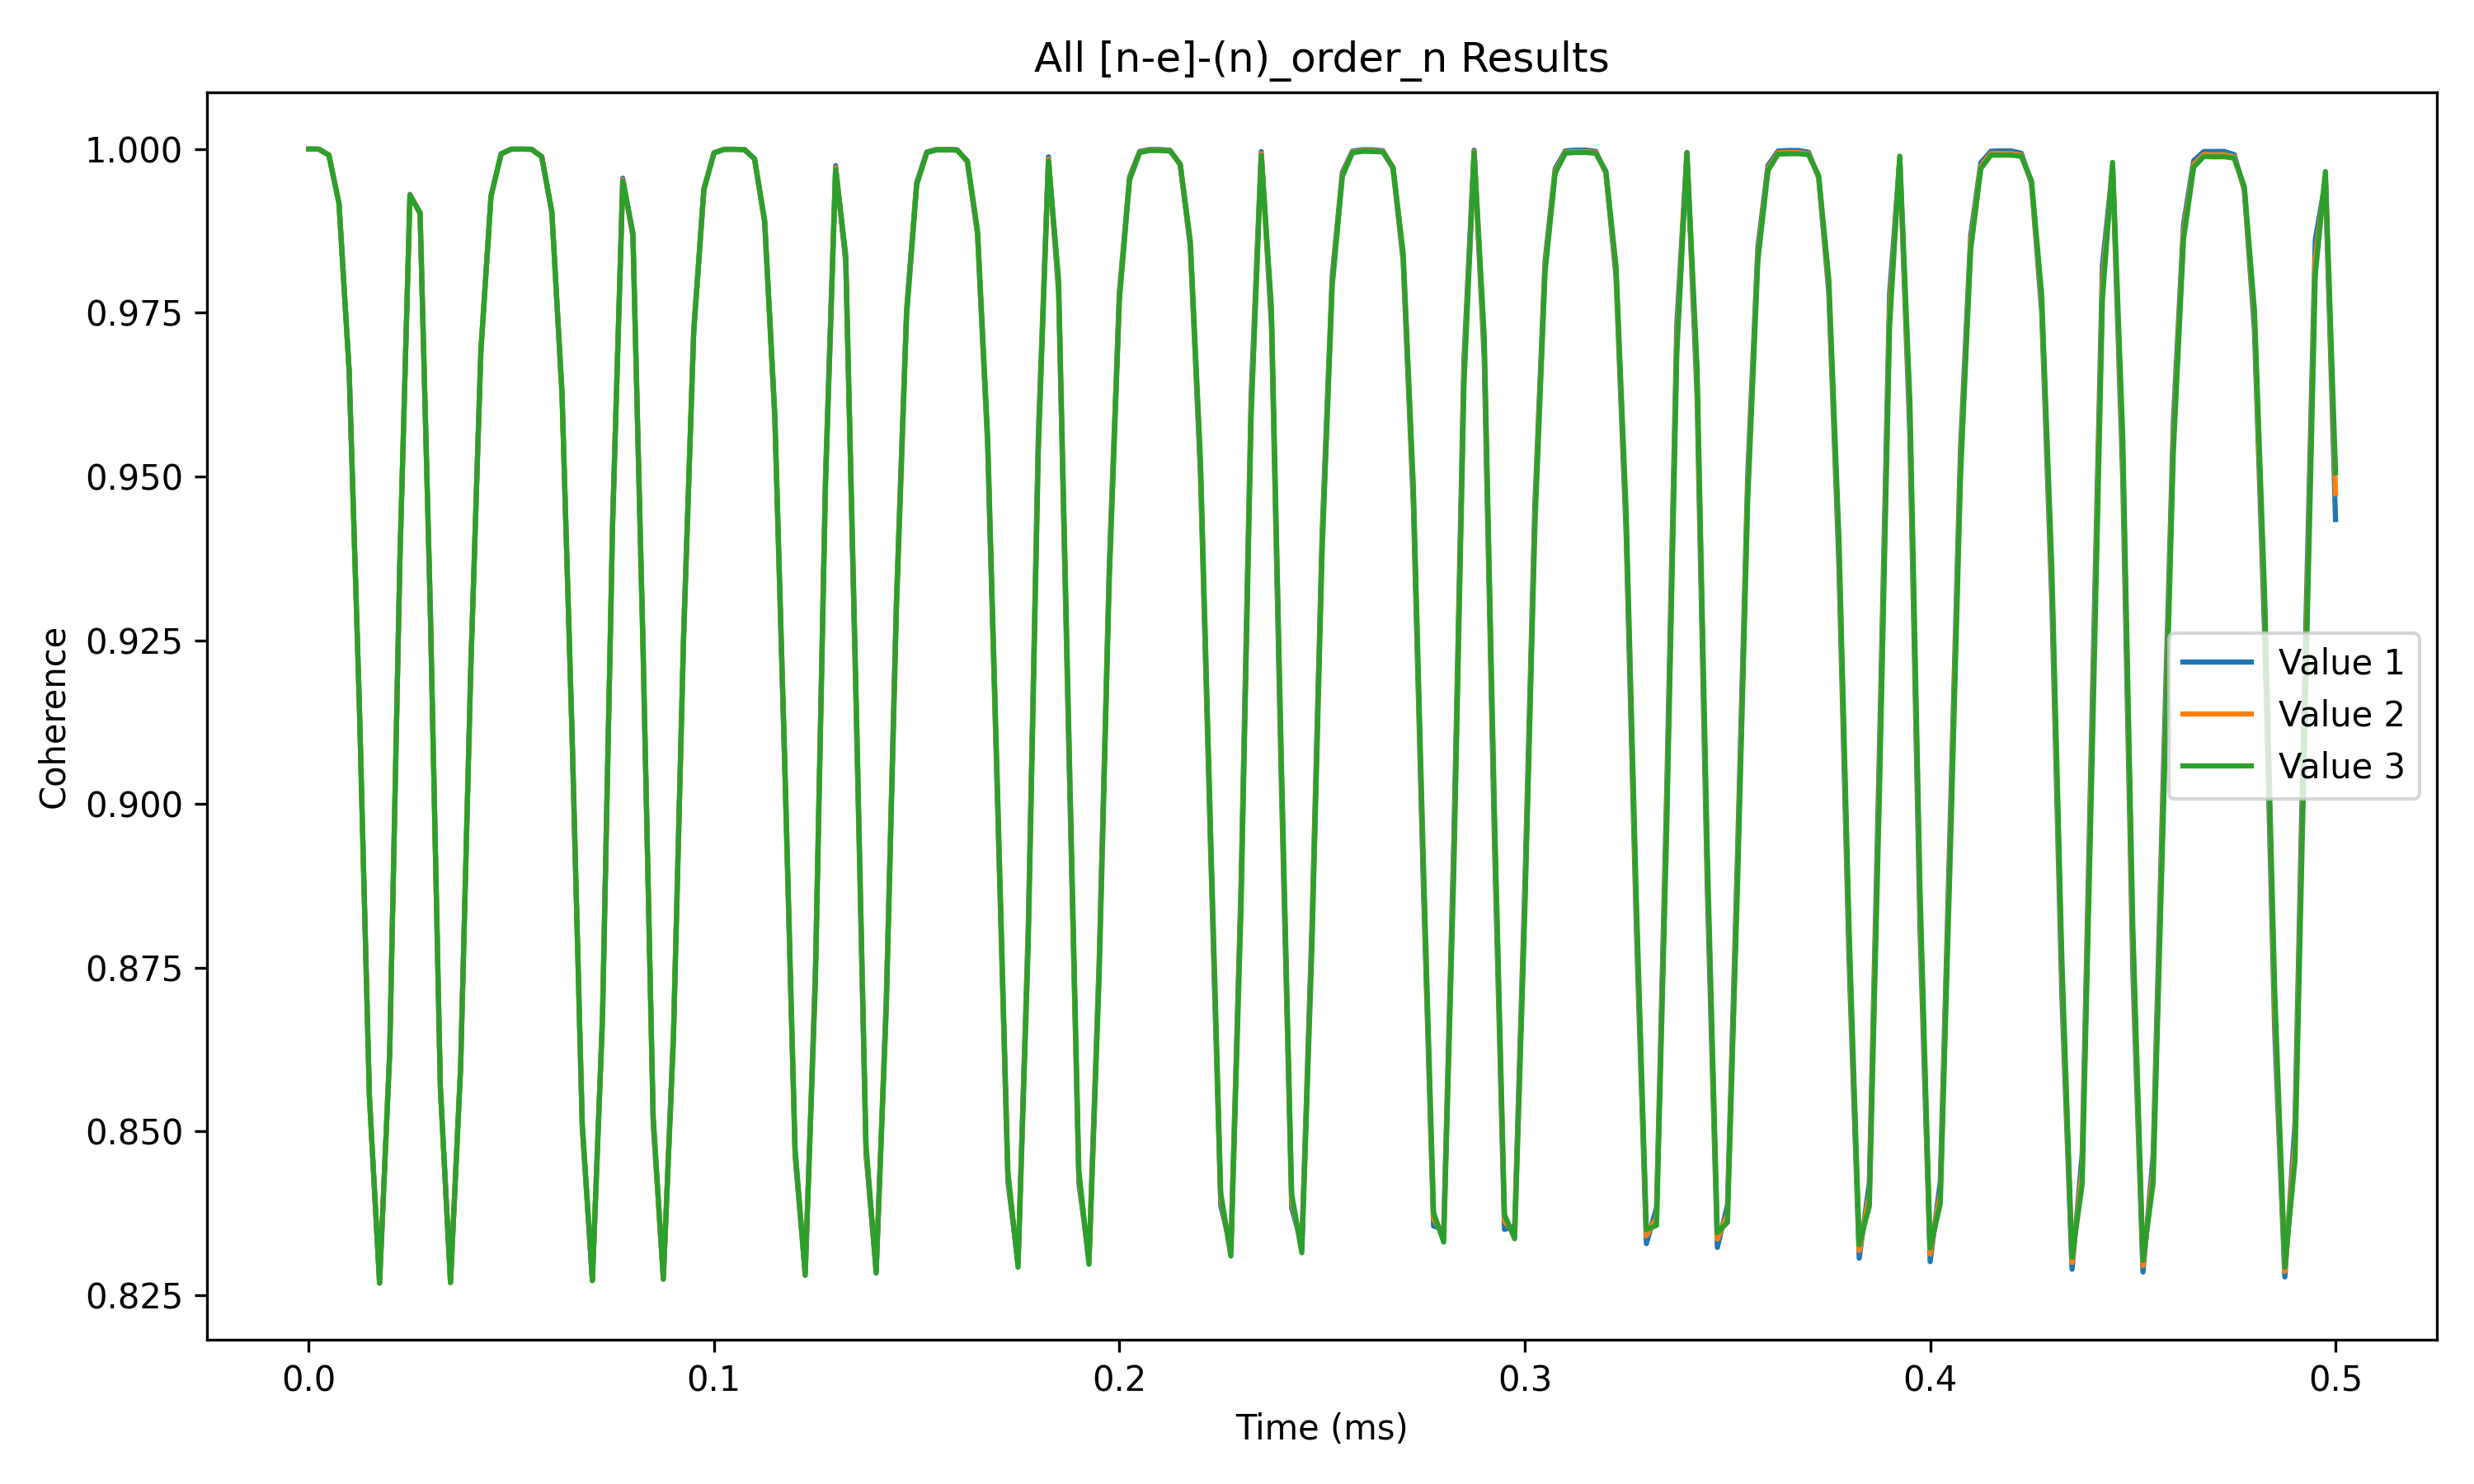 All [n-e]-(n)_order_n Results
Coherence
1.000
0.975
0.950
0.925
0.900
0.875
0.850
0.825
Value 1
Value 2
Value 3
0.0 0.1 0.2 0.3 0.4 0.5
Time (ms)